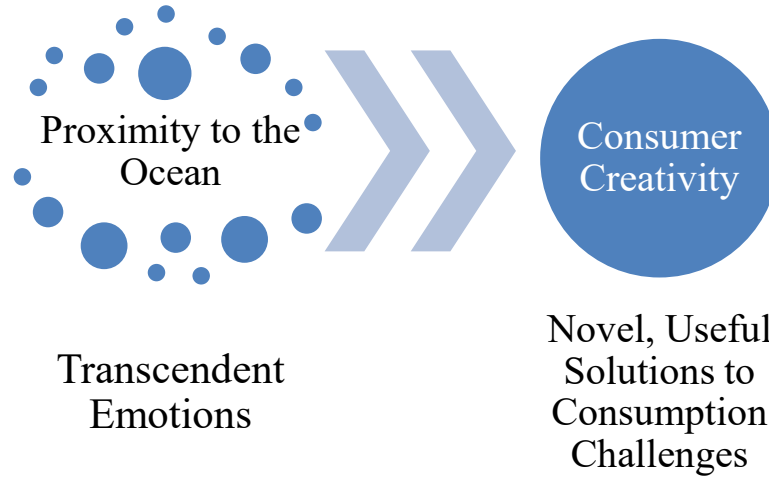 Proximity to the
Ocean
Consumer
Creativity
Transcendent
Emotions
Novel, Useful
Solutions to
Consumption
Challenges